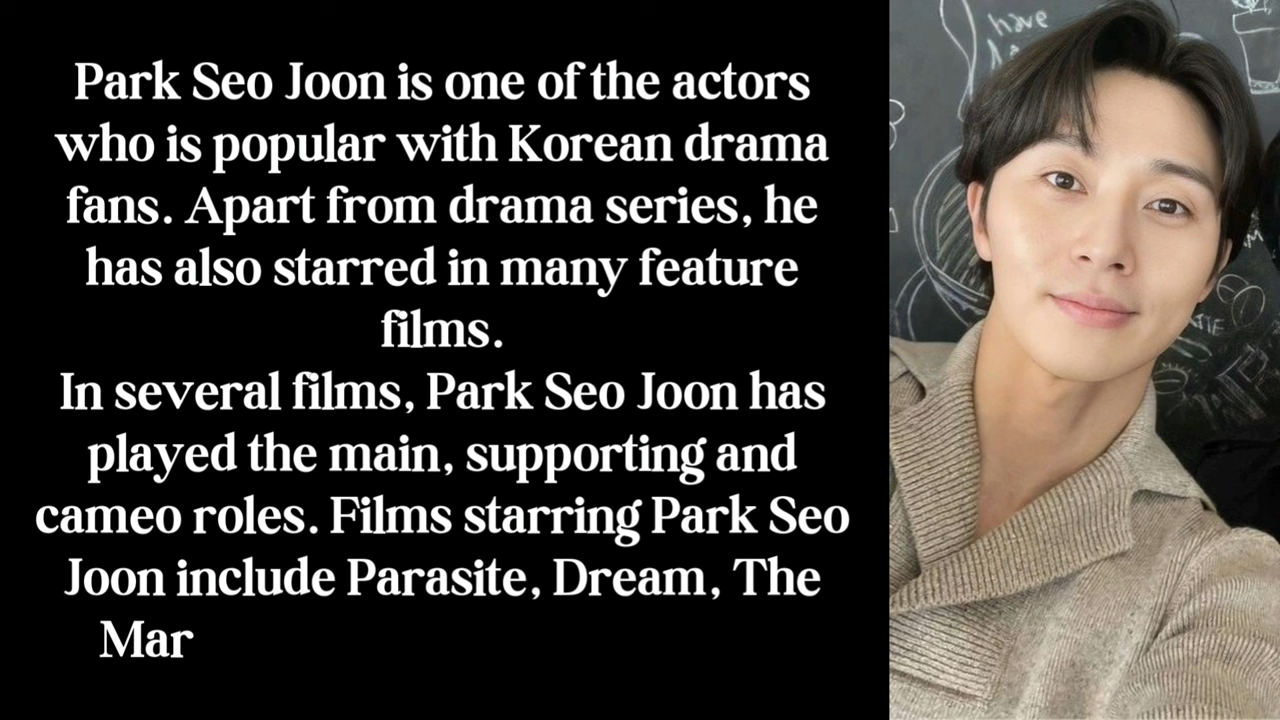 Park Seo Joon is one of the actors
who is popular with Korean drama
fans. Apart from drama series, he
has also starred in many feature
films.
In several films, Park Seo Joon has
played the main, supporting and
cameo roles. Films starring Park Seo
Joon include Parasite, Dream, The
Mar
have